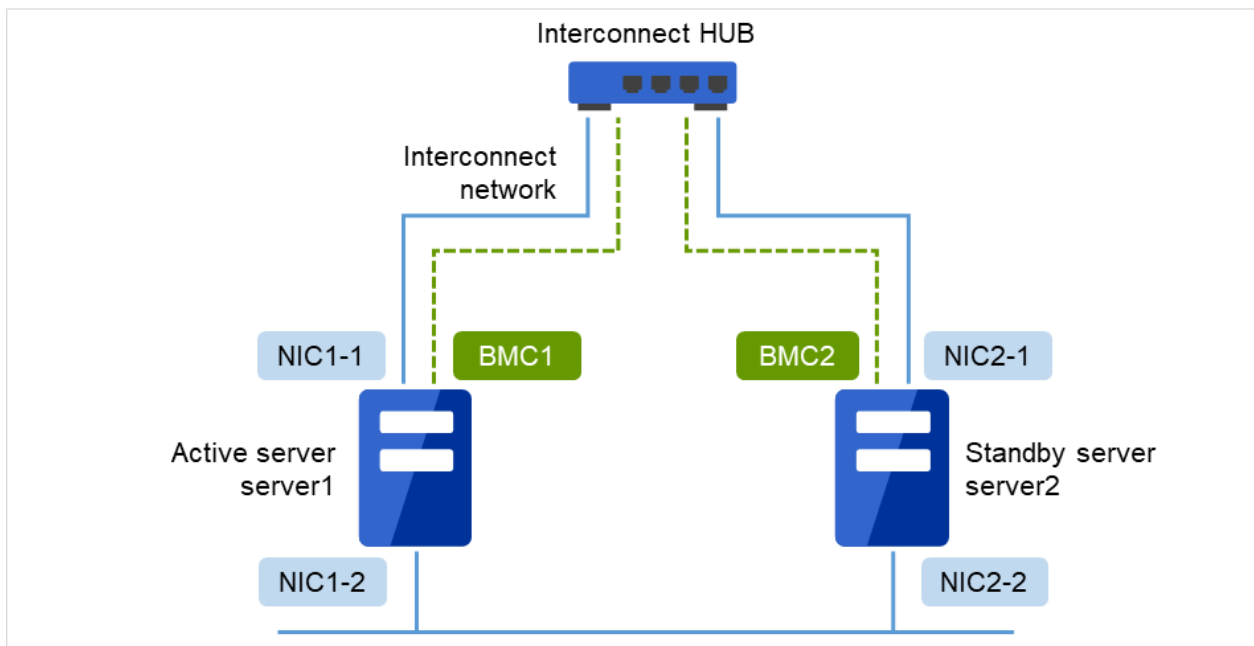 Interconnect HUB
Interconnect
network
NIC1-1
BMC1
BMC2
NIC2-1
Active server
server1
Standby server
server2
NIC1-2
NIC2-2